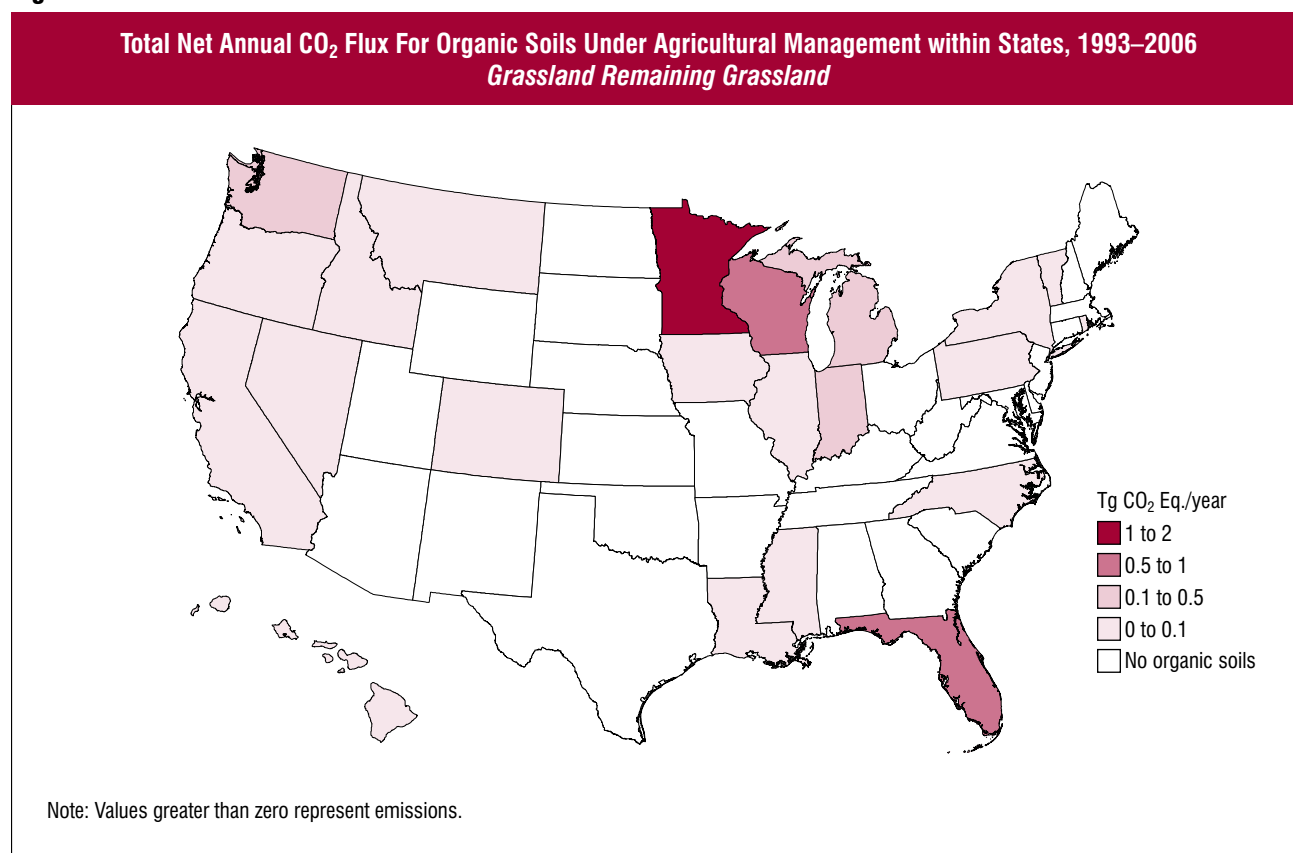 Total Net Annual CO₂ Flux For Organic Soils Under Agricultural Management within States, 1993–2006
Grassland Remaining Grassland
Tg CO₂ Eq./year
1 to 2
0.5 to 1
0.1 to 0.5
0 to 0.1
No organic soils
Note: Values greater than zero represent emissions.